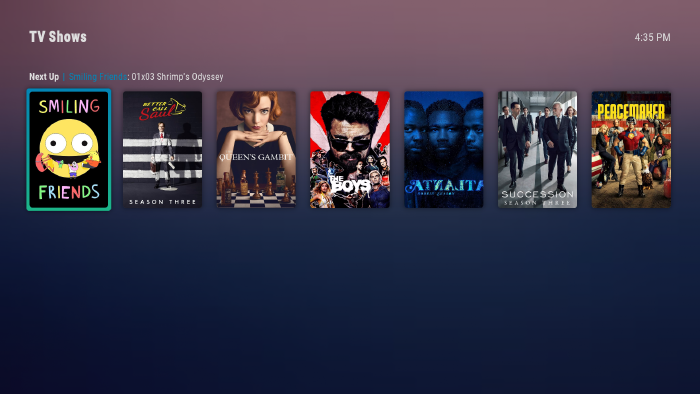 TV Shows
4:35 PM
Next Up | Smiling Friends: 01x03 Shrimp's Odyssey
SMILING
FRIENDS
BETTER
CALL
Saul
SEASON THREE
QUEEN'S GAMBIT
THE
BOYS
ATLANTA
SUCCESSION
SEASON THREE
PEACEMAKER